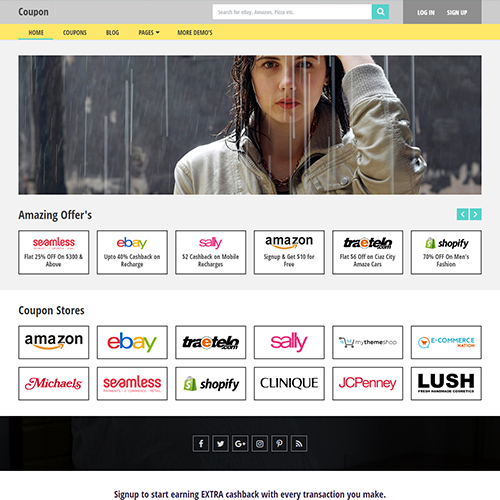 Coupon
Search for eBay, Amazon, Pizza etc.
LOG IN SIGN UP
HOME COUPONS BLOG PAGES MORE DEMO'S
Amazing Offer's
seamless
Flat 25% OFF On $300 &
Above
ebay
Upto 40% Cashback on
Recharge
sally
$2 Cashback on Mobile
Recharges
amazon
Signup & Get $10 for
Free
traetelo.com
Flat $6 Off on Ciaz City
Amaze Cars
shopify
70% OFF On Men's
Fashion
Coupon Stores
amazon
ebay
traetelo.com
sally
mythemeshop
E-COMMERCE
NATION
Michaels
seamless
PAYMENTS - E-COMMERCE - RETAIL
shopify
CLINIQUE
JCPenney
LUSH
FRESH HANDMADE COSMETICS
Signup to start earning EXTRA cashback with every transaction you make.